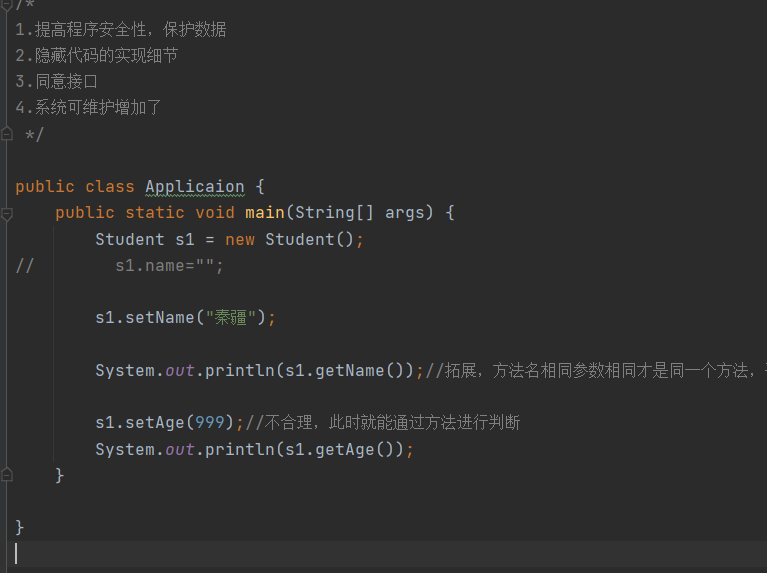 /*
1.提高程序安全性，保护数据
2.隐藏代码的实现细节
3.同意接口
4.系统可维护增加了
 */
public class Applicaion {
    public static void main(String[] args) {
        Student s1 = new Student();
//        s1.name="";
        s1.setName("秦疆");
        System.out.println(s1.getName());//拓展，方法名相同参数相同才是同一个方法，
        s1.setAge(999);//不合理，此时就能通过方法进行判断
        System.out.println(s1.getAge());
    }
}